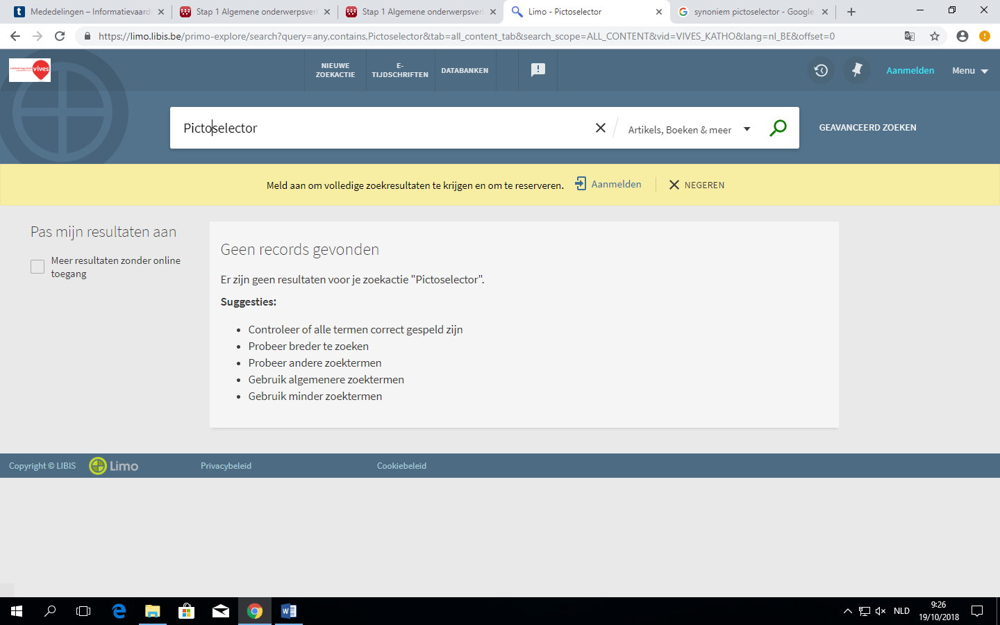 Mededelingen – Informatievaard
Stap 1 Algemene onderwerpsver
Stap 1 Algemene onderwerpsver
Limo - Pictoselector
synoniem pictoselector - Google
https://limo.libis.be/primo-explore/search?query=any,contains,Pictoselector&tab=all_content_tab&search_scope=ALL_CONTENT&vid=VIVES_KATHO&lang=nl_BE&offset=0
vives
NIEUWE
ZOEKACTIE
E-
TIJDSCHRIFTEN
DATABANKEN
Aanmelden
Menu
Pictoselector
Artikels, Boeken & meer
GEAVANCEERD ZOEKEN
Meld aan om volledige zoekresultaten te krijgen en om te reserveren.
Aanmelden
NEGEREN
Pas mijn resultaten aan
Meer resultaten zonder online
toegang
Geen records gevonden
Er zijn geen resultaten voor je zoekactie "Pictoselector".
Suggesties:
Controleer of alle termen correct gespeld zijn
Probeer breder te zoeken
Probeer andere zoektermen
Gebruik algemenere zoektermen
Gebruik minder zoektermen
Copyright © LIBIS
Limo
Privacybeleid
Cookiebeleid
NLD
9:26
19/10/2018